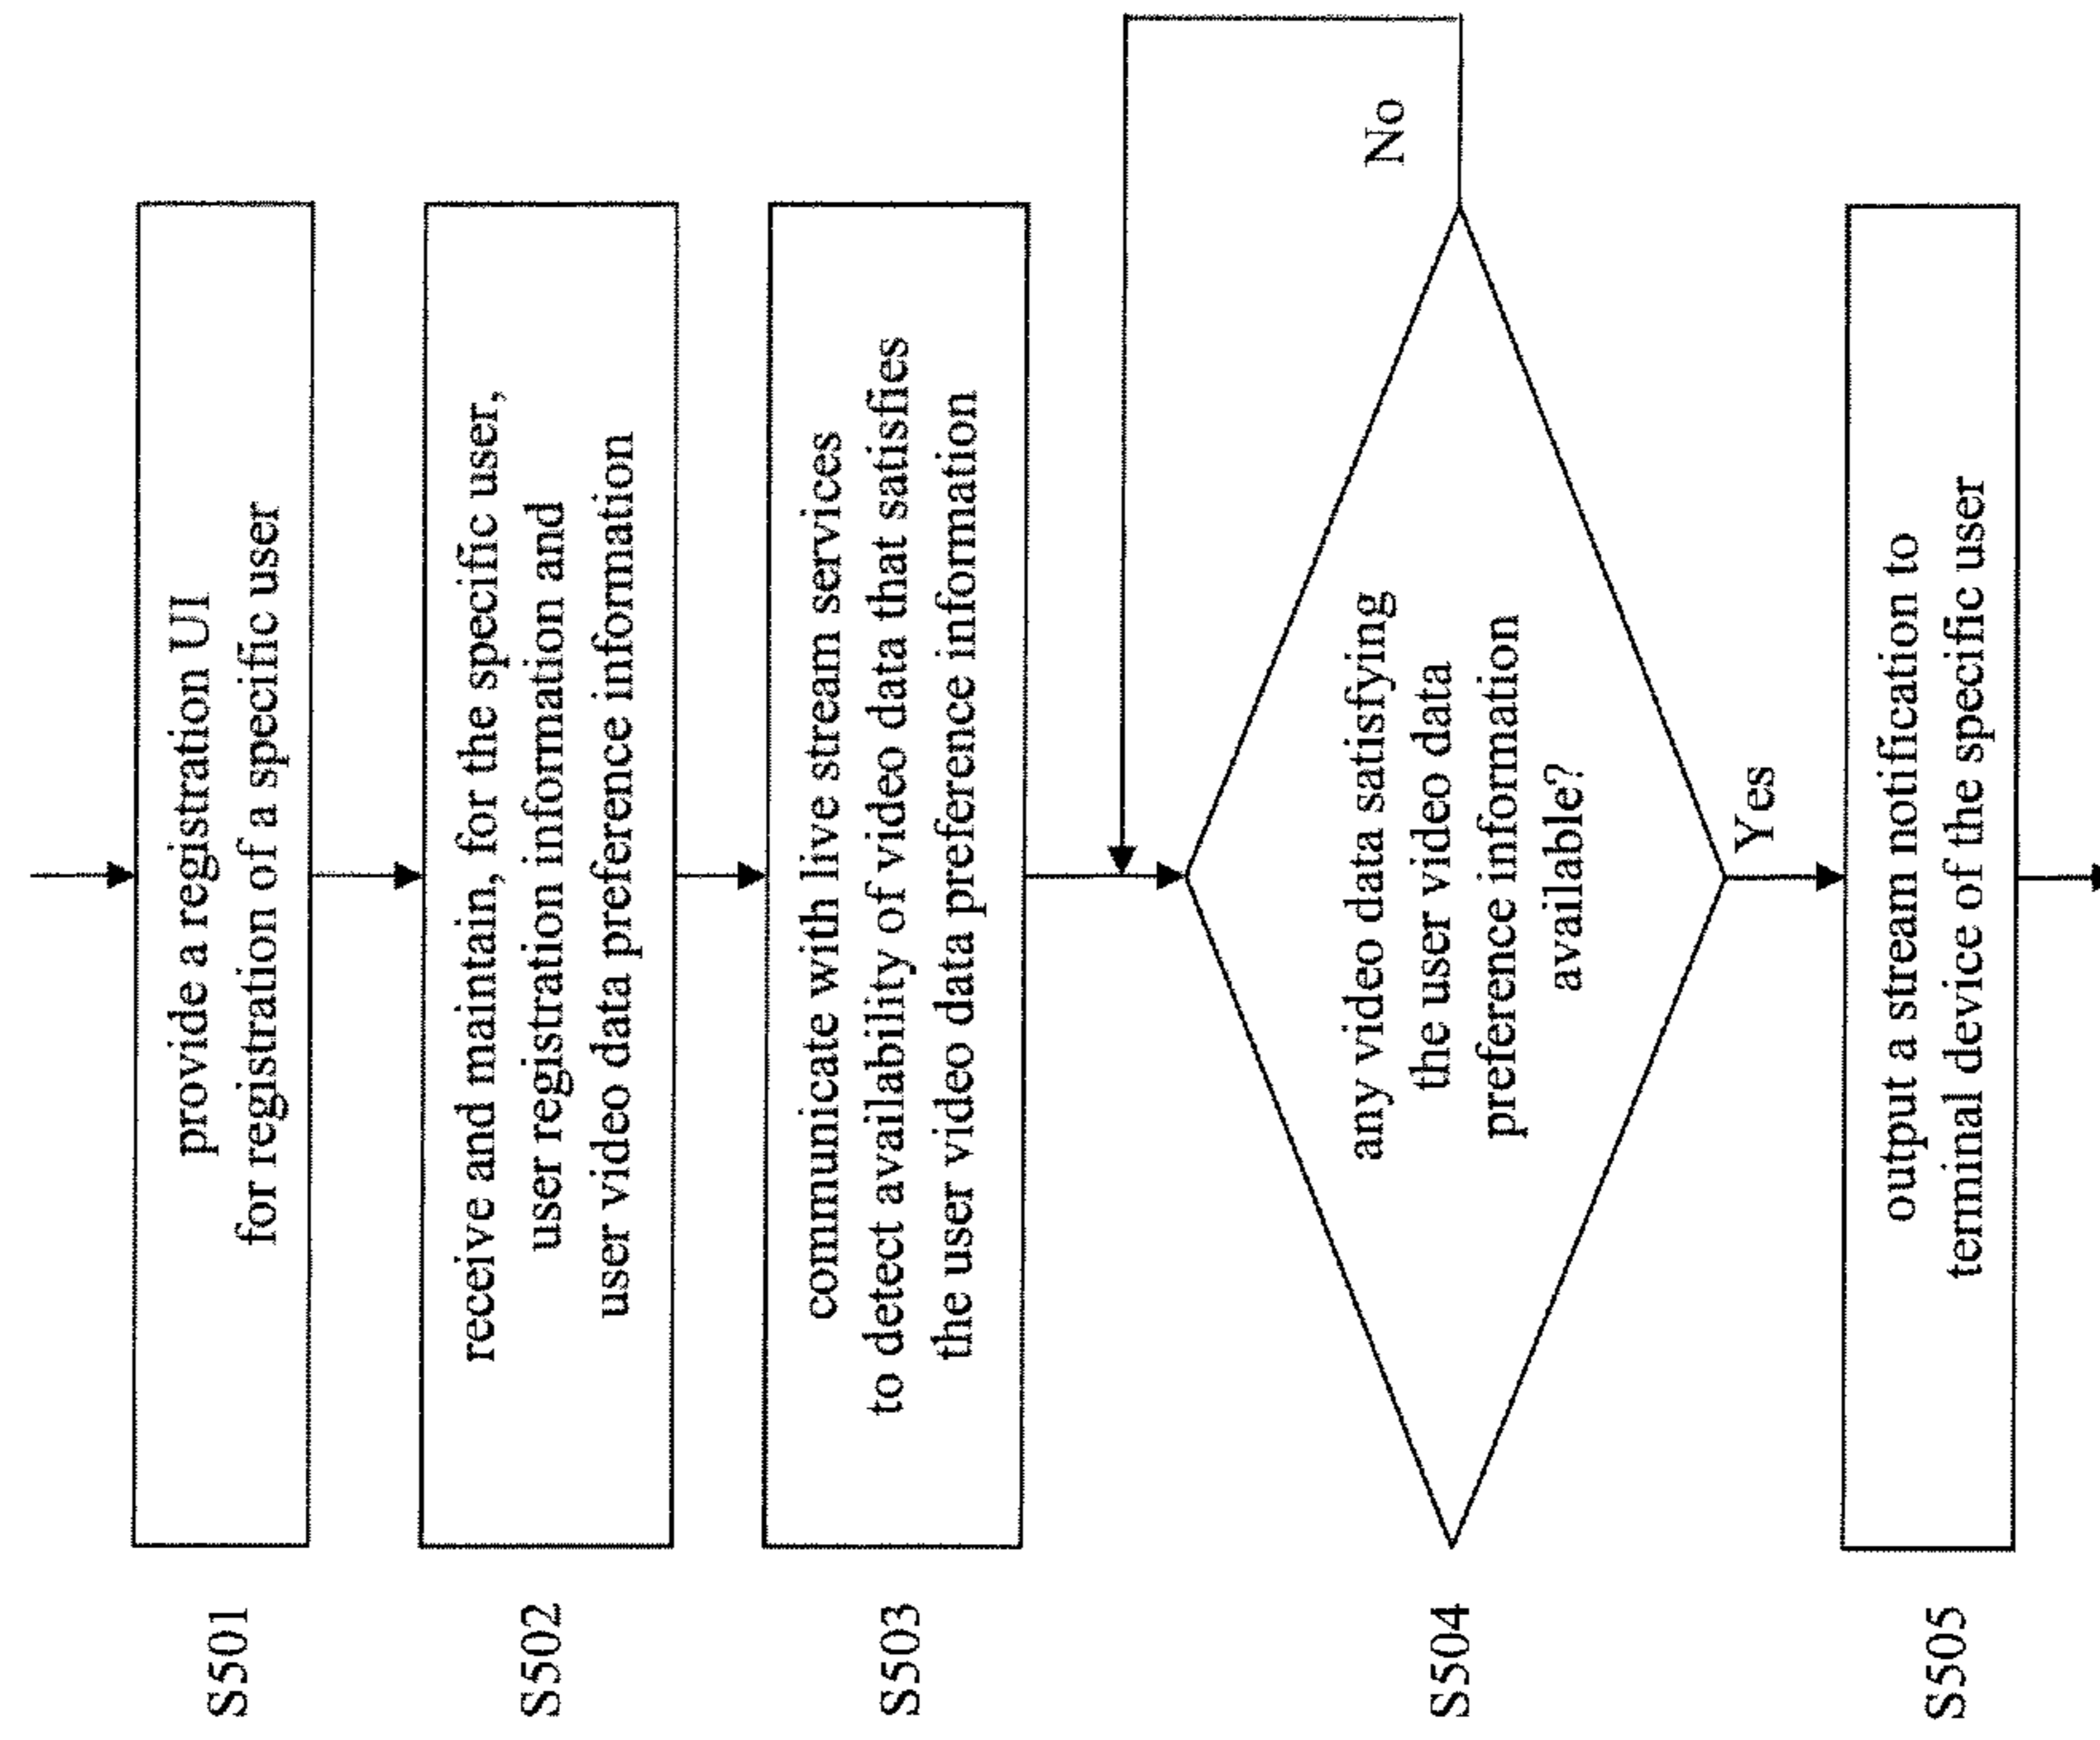 S501
provide a registration UI
for registration of a specific user
S502
receive and maintain, for the specific user,
user registration information and
user video data preference information
S503
communicate with live stream services
to detect availability of video data that satisfies
the user video data preference information
S504
any video data satisfying
the user video data
preference information
available?
No
Yes
S505
output a stream notification to
terminal device of the specific user